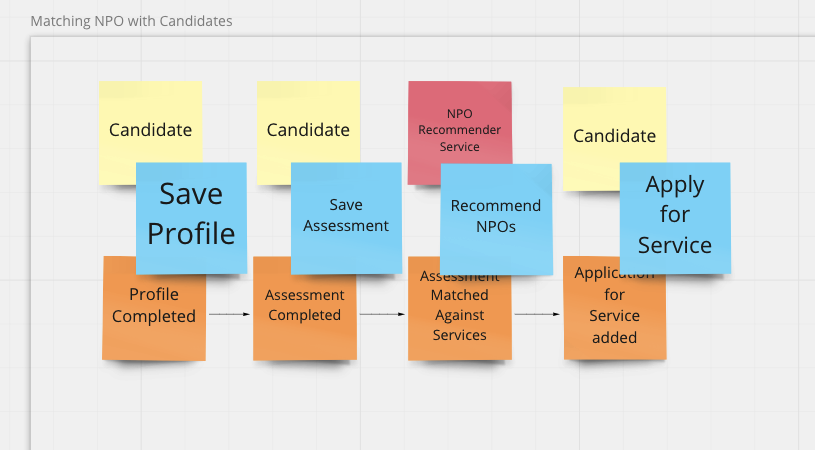 Matching NPO with Candidates
Candidate
Candidate
NPO
Recommender
Service
Candidate
Save
Profile
Save
Assessment
Recommend
NPOs
Apply
for
Service
Profile
Completed
Assessment
Completed
Assessment
Matched
Against
Services
Application
for
Service
added